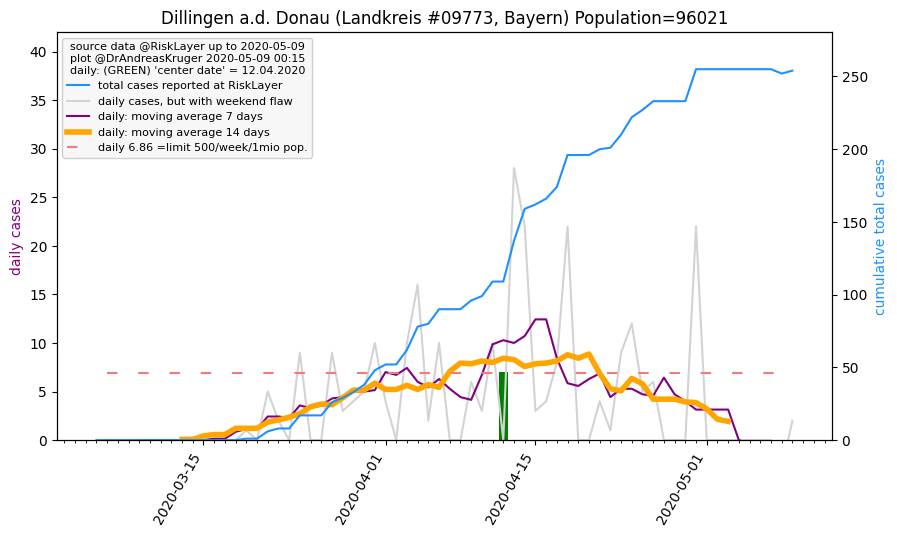 Dillingen a.d. Donau (Landkreis #09773, Bayern) Population=96021
source data @RiskLayer up to 2020-05-09
plot @DrAndreasKruger 2020-05-09 00:15
daily: (GREEN) 'center date' = 12.04.2020
total cases reported at RiskLayer
daily cases, but with weekend flaw
daily: moving average 7 days
daily: moving average 14 days
daily 6.86 =limit 500/week/1mio pop.
daily cases
40
35
30
25
20
15
10
5
0
250
200
150
100
50
0
cumulative total cases
2020-03-15
2020-04-01
2020-04-15
2020-05-01